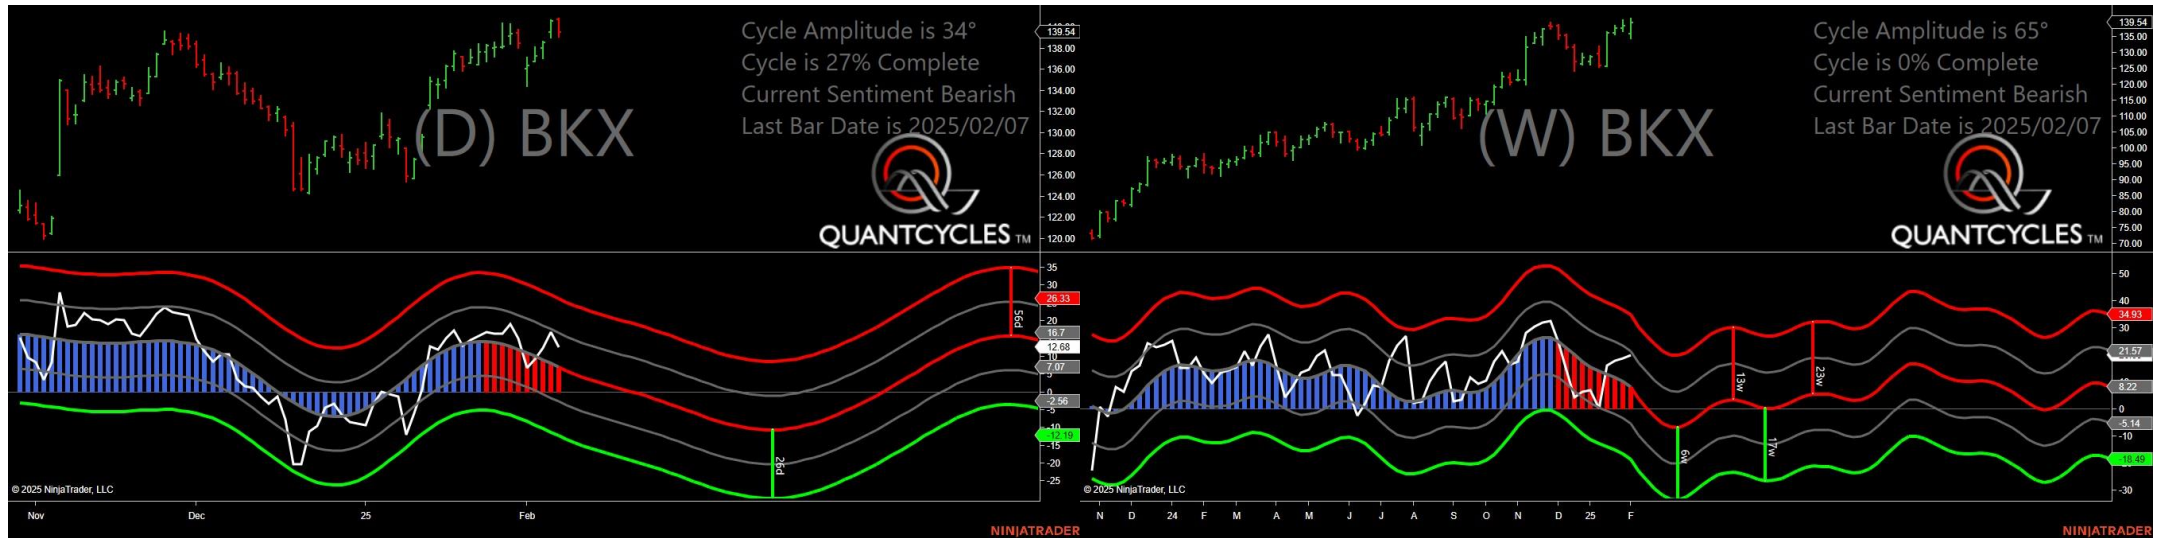 Cycle Amplitude is 34°
Cycle is 27% Complete
Current Sentiment Bearish
Last Bar Date is 2025/02/07
(D) BKX
QUANTCYCLES TM
139.54
138.00
136.00
134.00
132.00
130.00
128.00
126.00
124.00
122.00
120.00
35
30
26.33
20
16.7
12.68
10
7.07
5
0
-2.56
-5
-10
-12.19
-15
-20
-25
56d
26d
© 2025 NinjaTrader, LLC
Nov
Dec
25
Feb
NINJATRADER
Cycle Amplitude is 65°
Cycle is 0% Complete
Current Sentiment Bearish
Last Bar Date is 2025/02/07
(W) BKX
QUANTCYCLES TM
139.54
135.00
130.00
125.00
120.00
115.00
110.00
105.00
100.00
95.00
90.00
85.00
80.00
75.00
70.00
50
40
34.93
30
21.57
8.22
0
-5.14
-10
-18.49
-30
13w
23w
6w
17w
© 2025 NinjaTrader, LLC
N
D
24
F
M
A
M
J
J
A
S
O
N
D
25
F
NINJATRADER